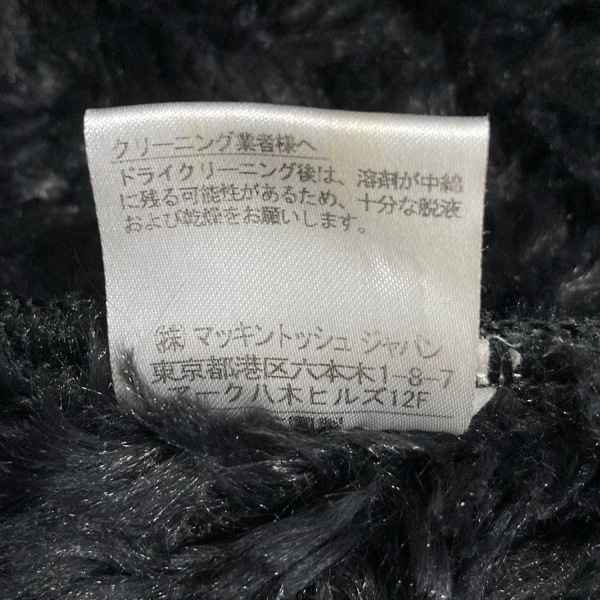 クリーニング業者様へ
ドライクリーニング後は、溶剤が中綿
に残る可能性があるため、十分な脱液
および乾燥をお願いします。
(株) マッキントッシュ ジャパン
東京都港区六本木1-8-7
アーク八木ヒルズ12F